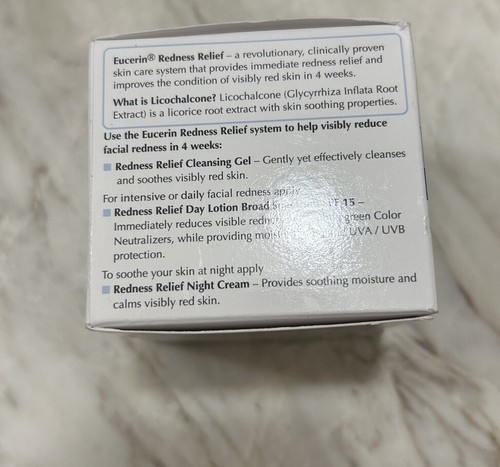 Eucerin® Redness Relief – a revolutionary, clinically proven
skin care system that provides immediate redness relief and
improves the condition of visibly red skin in 4 weeks.
What is Licochalcone? Licochalcone (Glycyrrhiza Inflata Root
Extract) is a licorice root extract with skin soothing properties.
Use the Eucerin Redness Relief system to help visibly reduce
facial redness in 4 weeks:
Redness Relief Cleansing Gel – Gently yet effectively cleanses
and soothes visibly red skin.
For intensive or daily facial redness apply
Redness Relief Day Lotion Broad 15 –
Immediately reduces visible green Color
Neutralizers, while providing UVA / UVB
protection.
To soothe your skin at night apply
Redness Relief Night Cream – Provides soothing moisture and
calms visibly red skin.